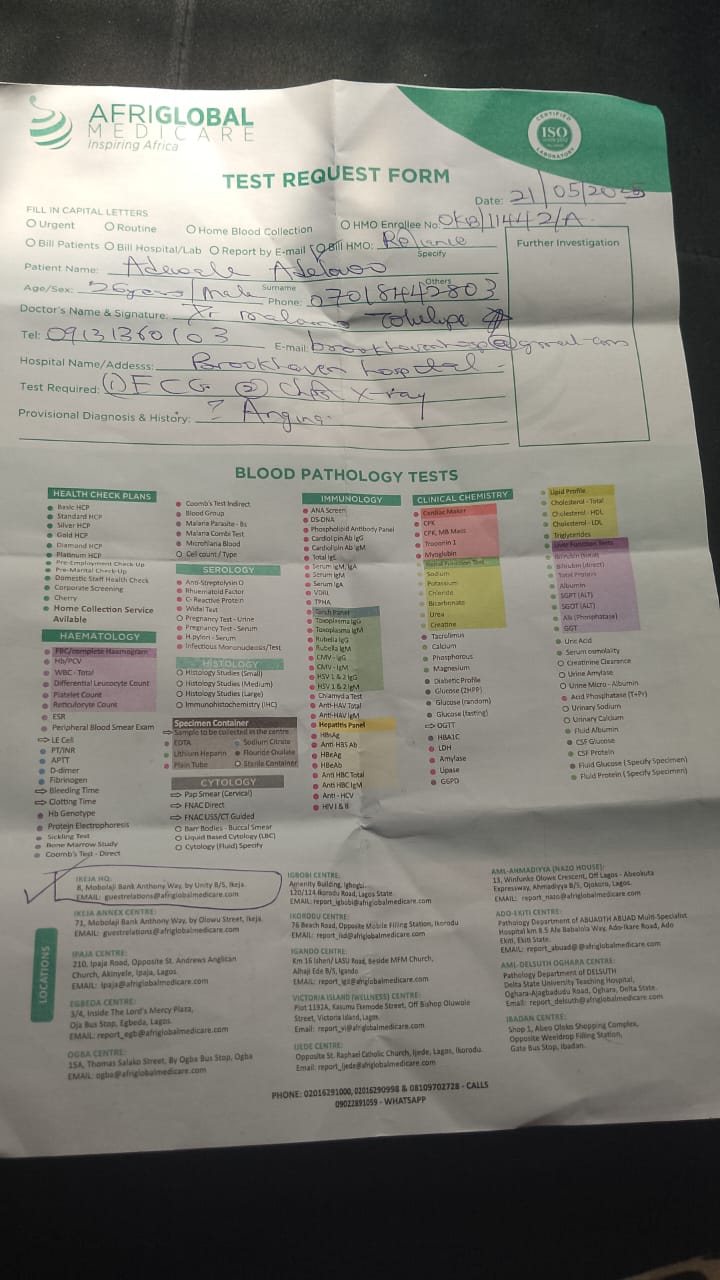 AFRIGLOBAL
MEDICARE
Inspiring Africa
CERTIFIED
ISO
LABORATORY
TEST REQUEST FORM
Date: 21/05/2025
FILL IN CAPITAL LETTERS
O Urgent O Routine O Home Blood Collection O HMO Enrollee No: OKB/11442/A
O Bill Patients O Bill Hospital/Lab O Report by E-mail O Bill HMO: Reliance
Specify
Further Investigation
Patient Name: Adewale
Surname Others
Age/Sex: 26years / Male Phone: 07018442803
Doctor's Name & Signature:
Tel: 09131360103 E-mail: brookhavenhosp@gmail.com
Hospital Name/Addesss: Brookhaven hospital
Test Required: ① ECG ② Chest X-ray
Provisional Diagnosis & History: ? Angina
BLOOD PATHOLOGY TESTS
HEALTH CHECK PLANS
Basic HCP
Standard HCP
Silver HCP
Gold HCP
Diamond HCP
Platinum HCP
Pre-Employment Check-Up
Pre-Marital Check-Up
Domestic Staff Health Check
Corporate Screening
Cherry
Home Collection Service
Avilable
HAEMATOLOGY
FBC/complete Haemogram
Hb/PCV
WBC - Total
Differential Leucocyte Count
Platelet Count
Reticulocyte Count
ESR
Peripheral Blood Smear Exam
LE Cell
PT/INR
APTT
D-dimer
Fibrinogen
Bleeding Time
Clotting Time
Hb Genotype
Protein Electrophoresis
Sickling Test
Bone Marrow Study
Coomb's Test - Direct
Coomb's Test Indirect
Blood Group
Malaria Parasite - Bs
Malaria Combi Test
Microfilaria Blood
Cell count / Type
SEROLOGY
Anti-Streptolysin O
Rhuematoid Factor
C- Reactive Protein
Widal Test
Pregnancy Test - Urine
Pregnancy Test - Serum
H.pylori - Serum
Infectious Mononucleosis/Test
HISTOLOGY
Histology Studies (Small)
Histology Studies (Medium)
Histology Studies (Large)
Immunohistochemistry (IHC)
Specimen Container
Sample to be collected in the centre
EDTA Sodium Citrate
Lithium Heparin Flouride Oxalate
Plain Tube Sterile Container
CYTOLOGY
Pap Smear (Cervical)
FNAC Direct
FNAC USS/CT Guided
Barr Bodies - Buccal Smear
Liquid Based Cytology (LBC)
Cytology (Fluid) Specify
IMMUNOLOGY
ANA Screen
DS-DNA
Phospholipid Antibody Panel
Cardiolipin Ab IgG
Cardiolipin Ab IgM
Total IgE
Serum IgM, IgA
Serum IgM
Serum IgA
VDRL
TPHA
Torch Panel
Toxoplasma IgG
Toxoplasma IgM
Rubella IgG
Rubella IgM
CMV - IgG
CMV - IgM
HSV 1 & 2 IgG
HSV 1 & 2 IgM
Chlamydia Test
Anti-HAV Total
Anti-HAV IgM
Hepatitis Panel
HBsAg
Anti-HBS Ab
HBeAg
HBeAb
Anti HBC Total
Anti HBC IgM
Anti - HCV
HIV I & II
CLINICAL CHEMISTRY
Cardiac Maker
CPK
CPK, MB Mass
Troponin 1
Myoglobin
Renal Function Test
Sodium
Potassium
Chloride
Bicarbonate
Urea
Creatine
Tacrolimus
Calcium
Phosphorous
Magnesium
Diabetic Profile
Glucose (2HPP)
Glucose (random)
Glucose (fasting)
OGTT
HBA1C
LDH
Amylase
Lipase
G6PD
Lipid Profile
Cholesterol - Total
Cholesterol - HDL
Cholesterol - LDL
Triglycerides
Liver Function Tests
Bilirubin (total)
Bilirubin (direct)
Total Protein
Albumin
SGPT (ALT)
SGOT (ALT)
Alk (Phosphatase)
GGT
Uric Acid
Serum osmolality
Creatinine Clearance
Urine Amylase
Urine Micro - Albumin
Acid Phosphatase (T+Pr)
Urinary Sodium
Urinary Calcium
Fluid Albumin
CSF Glucose
CSF Protein
Fluid Glucose ( Specify Specimen)
Fluid Protein ( Specify Specimen)
LOCATIONS
IKEJA HQ:
8, Mobolaji Bank Anthony Way, by Unity B/S, Ikeja.
EMAIL: guestrelations@afriglobalmedicare.com
IKEJA ANNEX CENTRE:
71, Mobolaji Bank Anthony Way, by Olowu Street, Ikeja.
EMAIL: guestrelations@afriglobalmedicare.com
IPAJA CENTRE:
210, Ipaja Road, Opposite St. Andrews Anglican
Church, Akinyele, Ipaja, Lagos
EMAIL: Ipaja@afriglobalmedicare.com
EGBEDA CENTRE:
3/4, Inside The Lord's Mercy Plaza,
Oja Bus Stop, Egbeda, Lagos.
EMAIL: report_egb@afriglobalmedicare.com
OGBA CENTRE:
15A, Thomas Salako Street, By Ogba Bus Stop, Ogba
EMAIL: ogba@afriglobalmedicare.com
IGBOBI CENTRE:
Amenity Building, Igbogbi.
120/124 Ikorodu Road, Lagos State.
EMAIL: report_igbobi@afriglobalmedicare.com
IKORODU CENTRE:
76 Beach Road, Opposite Mobile Filling Station, Ikorodu
EMAIL: report_ikd@afriglobalmedicare.com
IGANDO CENTRE:
Km 16 Isheri/ LASU Road, Beside MFM Church,
Alhaji Ede B/S, Igando
EMAIL: report_igd@afriglobalmedicare.com
VICTORIA ISLAND (WELLNESS) CENTRE:
Plot 1192A, Kasumu Ekemode Street, Off Bishop Oluwole
Street, Victoria Island, Lagos.
Email: report_vi@afriglobalmedicare.com
IJEDE CENTRE:
Opposite St. Raphael Catholic Church, Ijede, Lagos, Ikorodu.
Email: report_ijede@afriglobalmedicare.com
AML-AHMADIYYA (NAZO HOUSE):
13, Winfunke Olowe Crescent, Off Lagos - Abeokuta
Expressway, Ahmadiyya B/S, Ojokoro, Lagos.
EMAIL: report_nazo@afriglobalmedicare.com
ADO-EKITI CENTRE:
Pathology Department of ABUADTH ABUAD Multi-Specialist
Hospital km 8.5 Afe Babalola Way, Ado-Ikare Road, Ado
Ekiti, Ekiti State.
EMAIL: report_abuad@@afriglobalmedicare.com
AML-DELSUTH OGHARA CENTRE:
Pathology Department of DELSUTH
Delta State University Teaching Hospital,
Oghara-Ajagbadudu Road, Oghara, Delta State.
Email: report_delsuth@afriglobalmedicare.com
IBADAN CENTRE:
Shop 1, Abeo Oloko Shopping Complex,
Opposite Weeldrop Filling Station,
Gate Bus Stop, Ibadan.
PHONE: 02016291000, 02016290998 & 08109702728 - CALLS
09022891059 - WHATSAPP